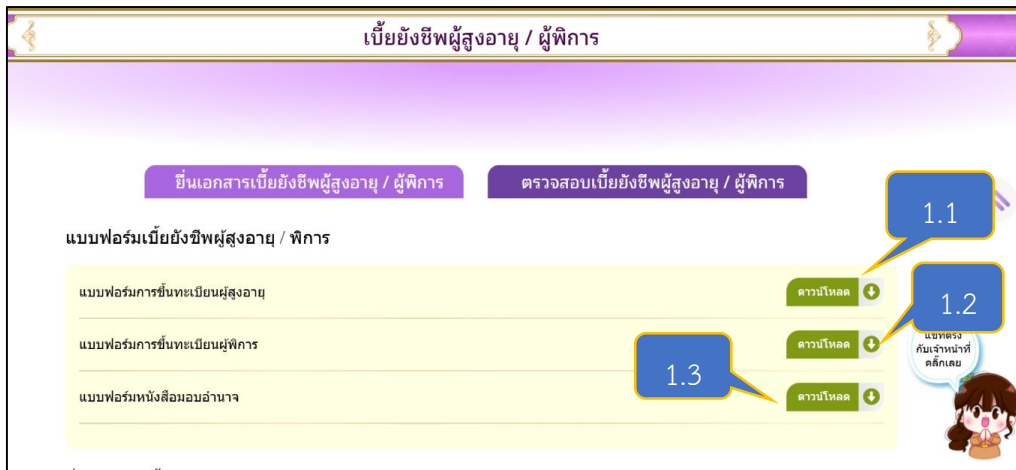 เบี้ยยังชีพผู้สูงอายุ / ผู้พิการ
ยื่นเอกสารเบี้ยยังชีพผู้สูงอายุ / ผู้พิการ
ตรวจสอบเบี้ยยังชีพผู้สูงอายุ / ผู้พิการ
1.1
แบบฟอร์มเบี้ยยังชีพผู้สูงอายุ / พิการ
แบบฟอร์มการขึ้นทะเบียนผู้สูงอายุ
ดาวน์โหลด
1.2
แบบฟอร์มการขึ้นทะเบียนผู้พิการ
ดาวน์โหลด
แชทตรง
กับเจ้าหน้าที่
คลิ๊กเลย
1.3
แบบฟอร์มหนังสือมอบอำนาจ
ดาวน์โหลด